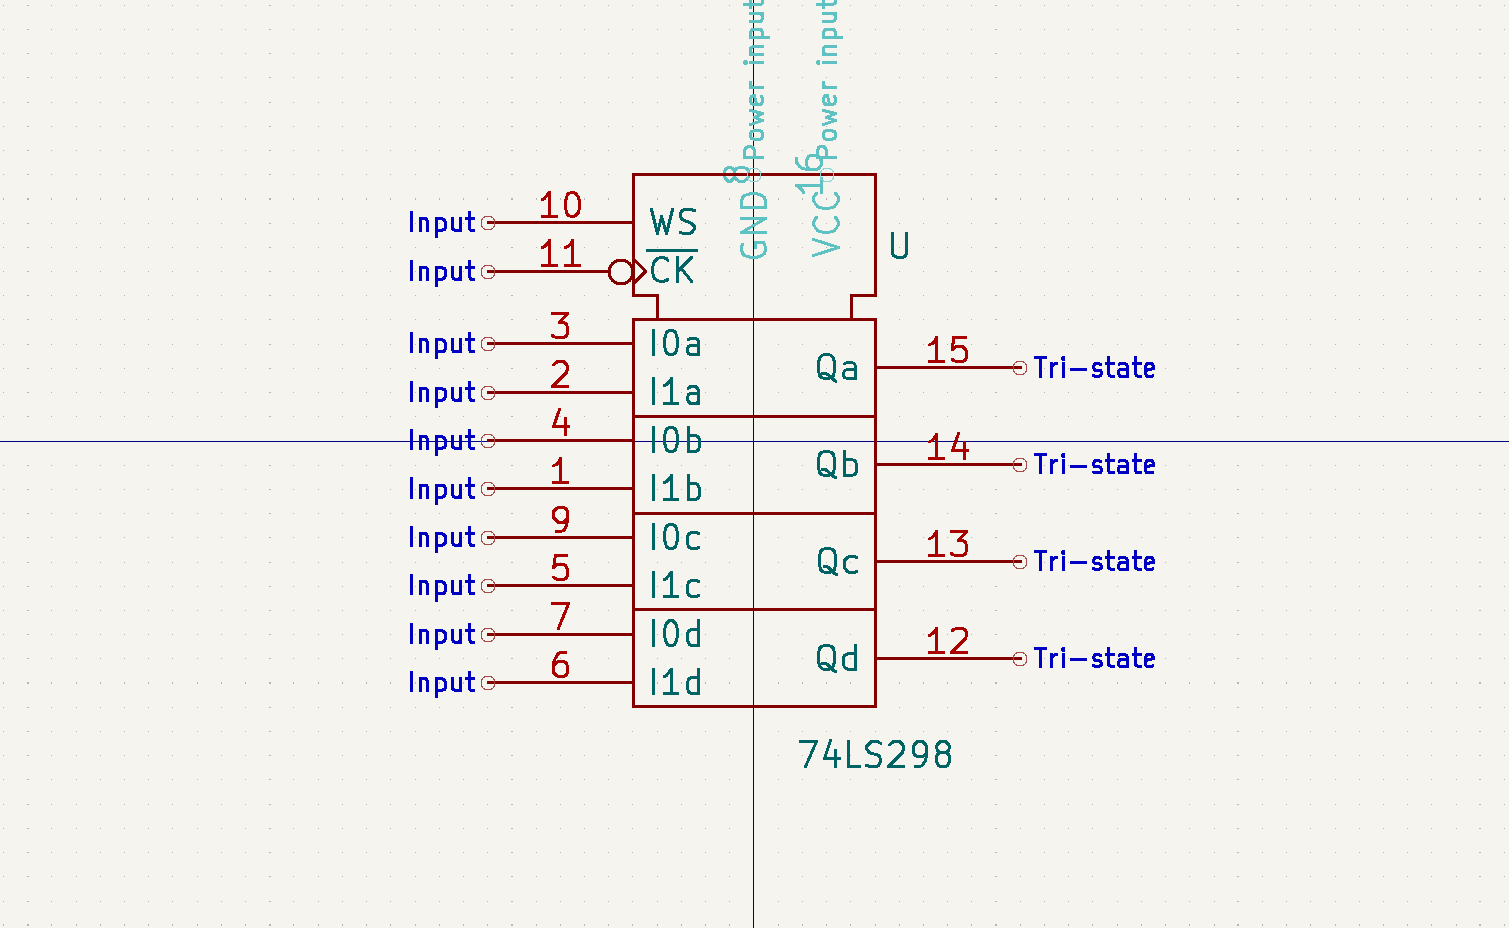 Power input
Power input
8
16
GND
VCC
U
Input 10 WS
Input 11 CK
Input 3 I0a
Qa 15 Tri-state
Input 2 I1a
Input 4 I0b
Qb 14 Tri-state
Input 1 I1b
Input 9 I0c
Qc 13 Tri-state
Input 5 I1c
Input 7 I0d
Qd 12 Tri-state
Input 6 I1d
74LS298